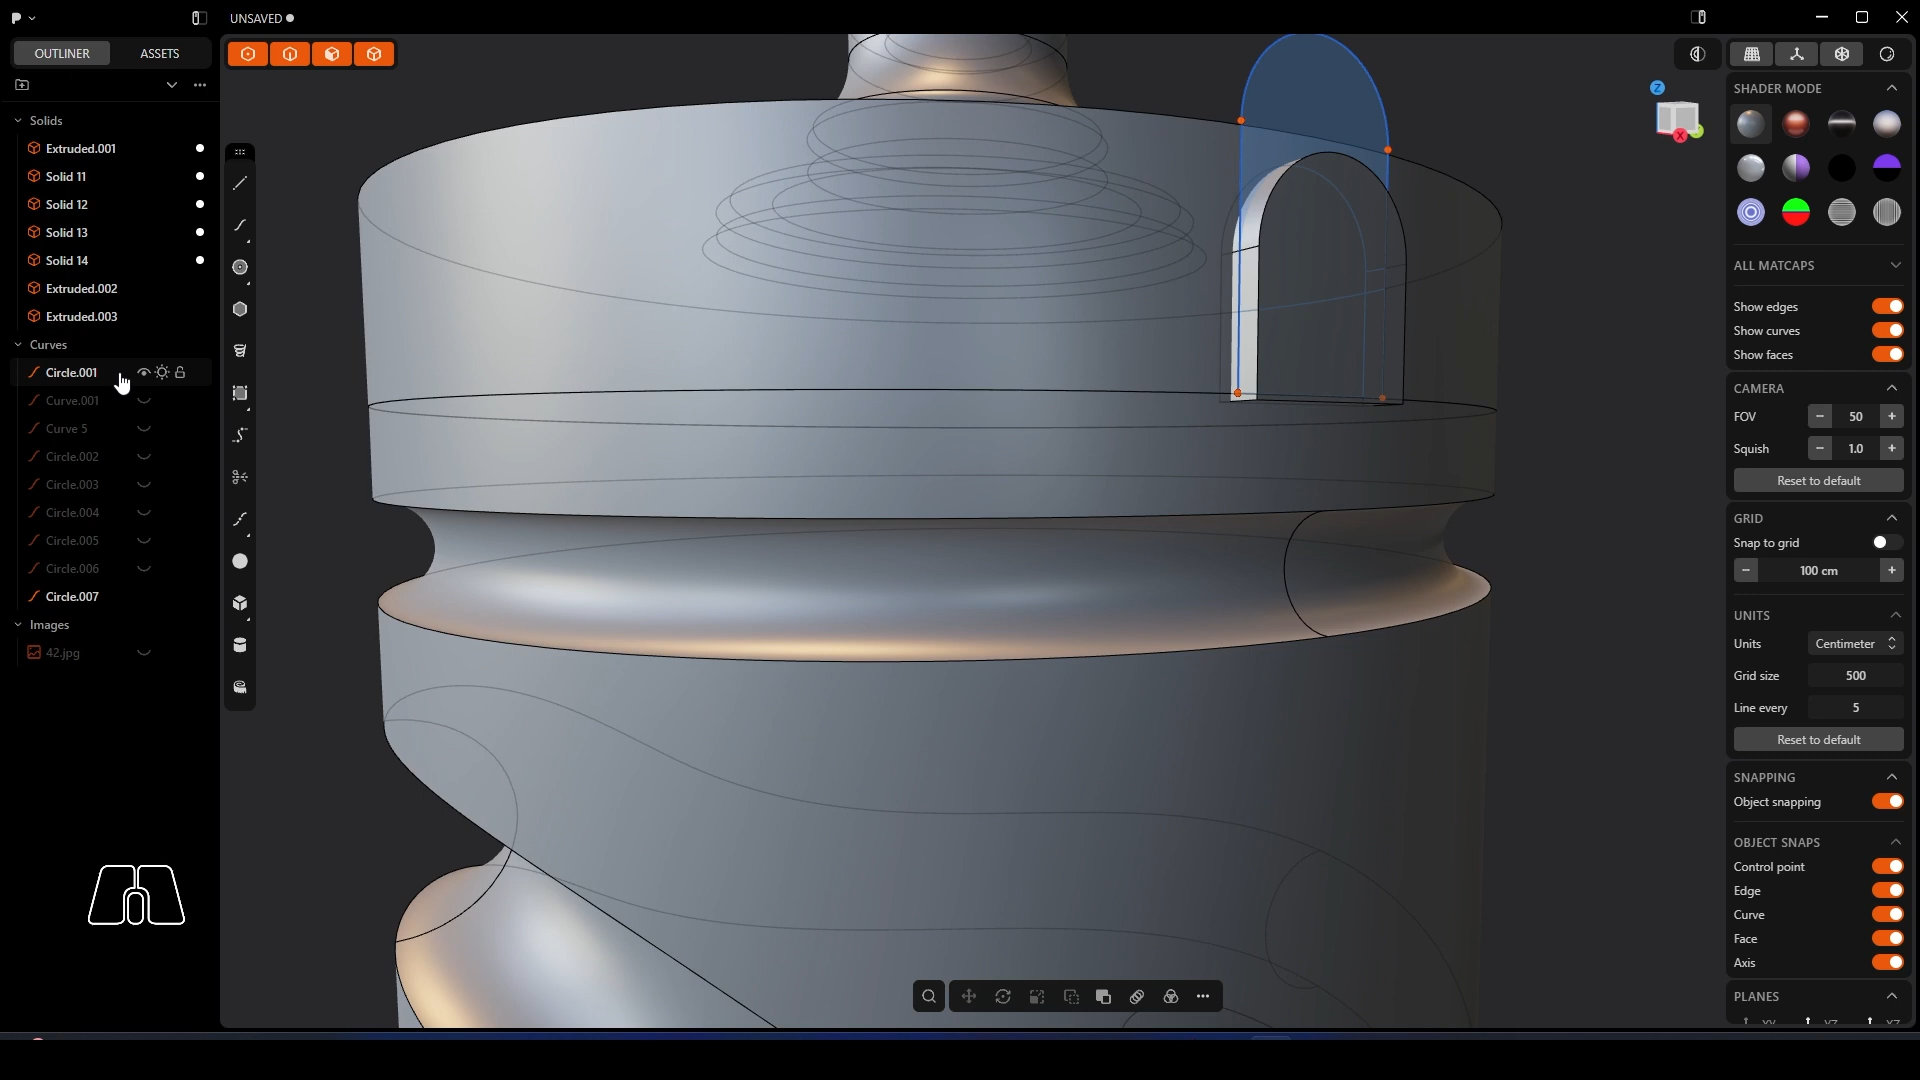 UNSAVED
OUTLINER ASSETS
Solids
Extruded.001
Solid 11
Solid 12
Solid 13
Solid 14
Extruded.002
Extruded.003
Curves
Circle.001
Curve.001
Curve 5
Circle.002
Circle.003
Circle.004
Circle.005
Circle.006
Circle.007
Images
42.jpg
Z
X
SHADER MODE
ALL MATCAPS
Show edges
Show curves
Show faces
CAMERA
FOV 50
Squish 1.0
Reset to default
GRID
Snap to grid
100 cm
UNITS
Units Centimeter
Grid size 500
Line every 5
Reset to default
SNAPPING
Object snapping
OBJECT SNAPS
Control point
Edge
Curve
Face
Axis
PLANES
XY YZ XZ